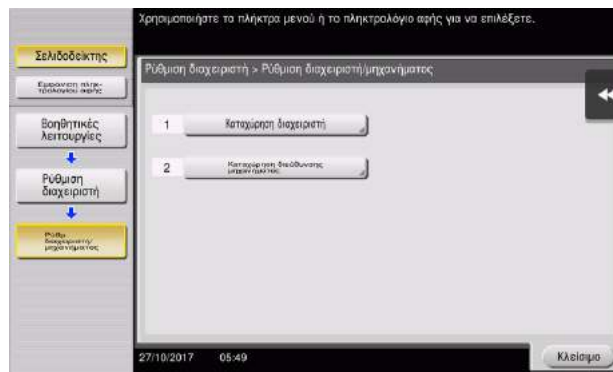 Χρησιμοποιήστε τα πλήκτρα μενού ή το πληκτρολόγιο αφής για να επιλέξετε.
Σελιδοδείκτης
Εμφάνιση πληκ-
τρολογίου αφής
Ρύθμιση διαχειριστή > Ρύθμιση διαχειριστή/μηχανήματος
Βοηθητικές
λειτουργίες
1 Καταχώρηση διαχειριστή
2 Καταχώρηση διεύθυνσης
μηχανήματος
Ρύθμιση
διαχειριστή
Ρύθμ
διαχειριστή/
μηχανήματος
27/10/2017 05:49
Κλείσιμο